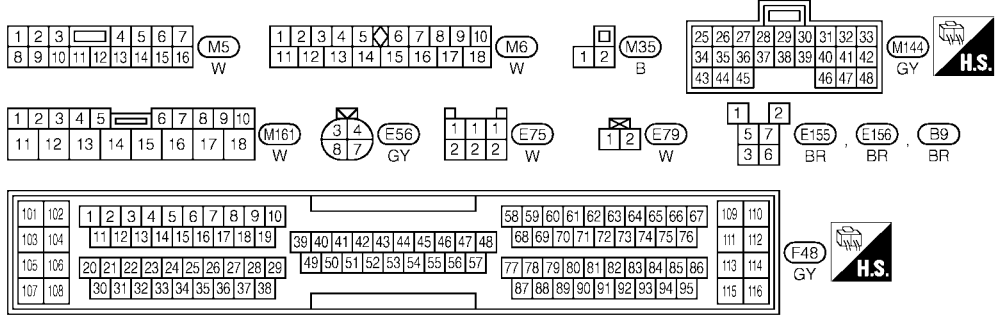 1 2 3 4 5 6 7
8 9 10 11 12 13 14 15 16
M5
W
1 2 3 4 5 6 7 8 9 10
11 12 13 14 15 16 17 18
M6
W
1 2
M35
B
25 26 27 28 29 30 31 32 33
34 35 36 37 38 39 40 41 42
43 44 45 46 47 48
M144
GY
H.S.
1 2 3 4 5 6 7 8 9 10
11 12 13 14 15 16 17 18
M161
W
3 4
8 7
E56
GY
1 1 1
2 2 2
E75
W
1 2
E79
W
1 2
5 7
3 6
E155 , E156 , B9
BR BR BR
101 102
103 104
105 106
107 108
1 2 3 4 5 6 7 8 9 10
11 12 13 14 15 16 17 18 19
20 21 22 23 24 25 26 27 28 29
30 31 32 33 34 35 36 37 38
39 40 41 42 43 44 45 46 47 48
49 50 51 52 53 54 55 56 57
58 59 60 61 62 63 64 65 66 67
68 69 70 71 72 73 74 75 76
77 78 79 80 81 82 83 84 85 86
87 88 89 90 91 92 93 94 95
109 110
111 112
113 114
115 116
F48
GY
H.S.